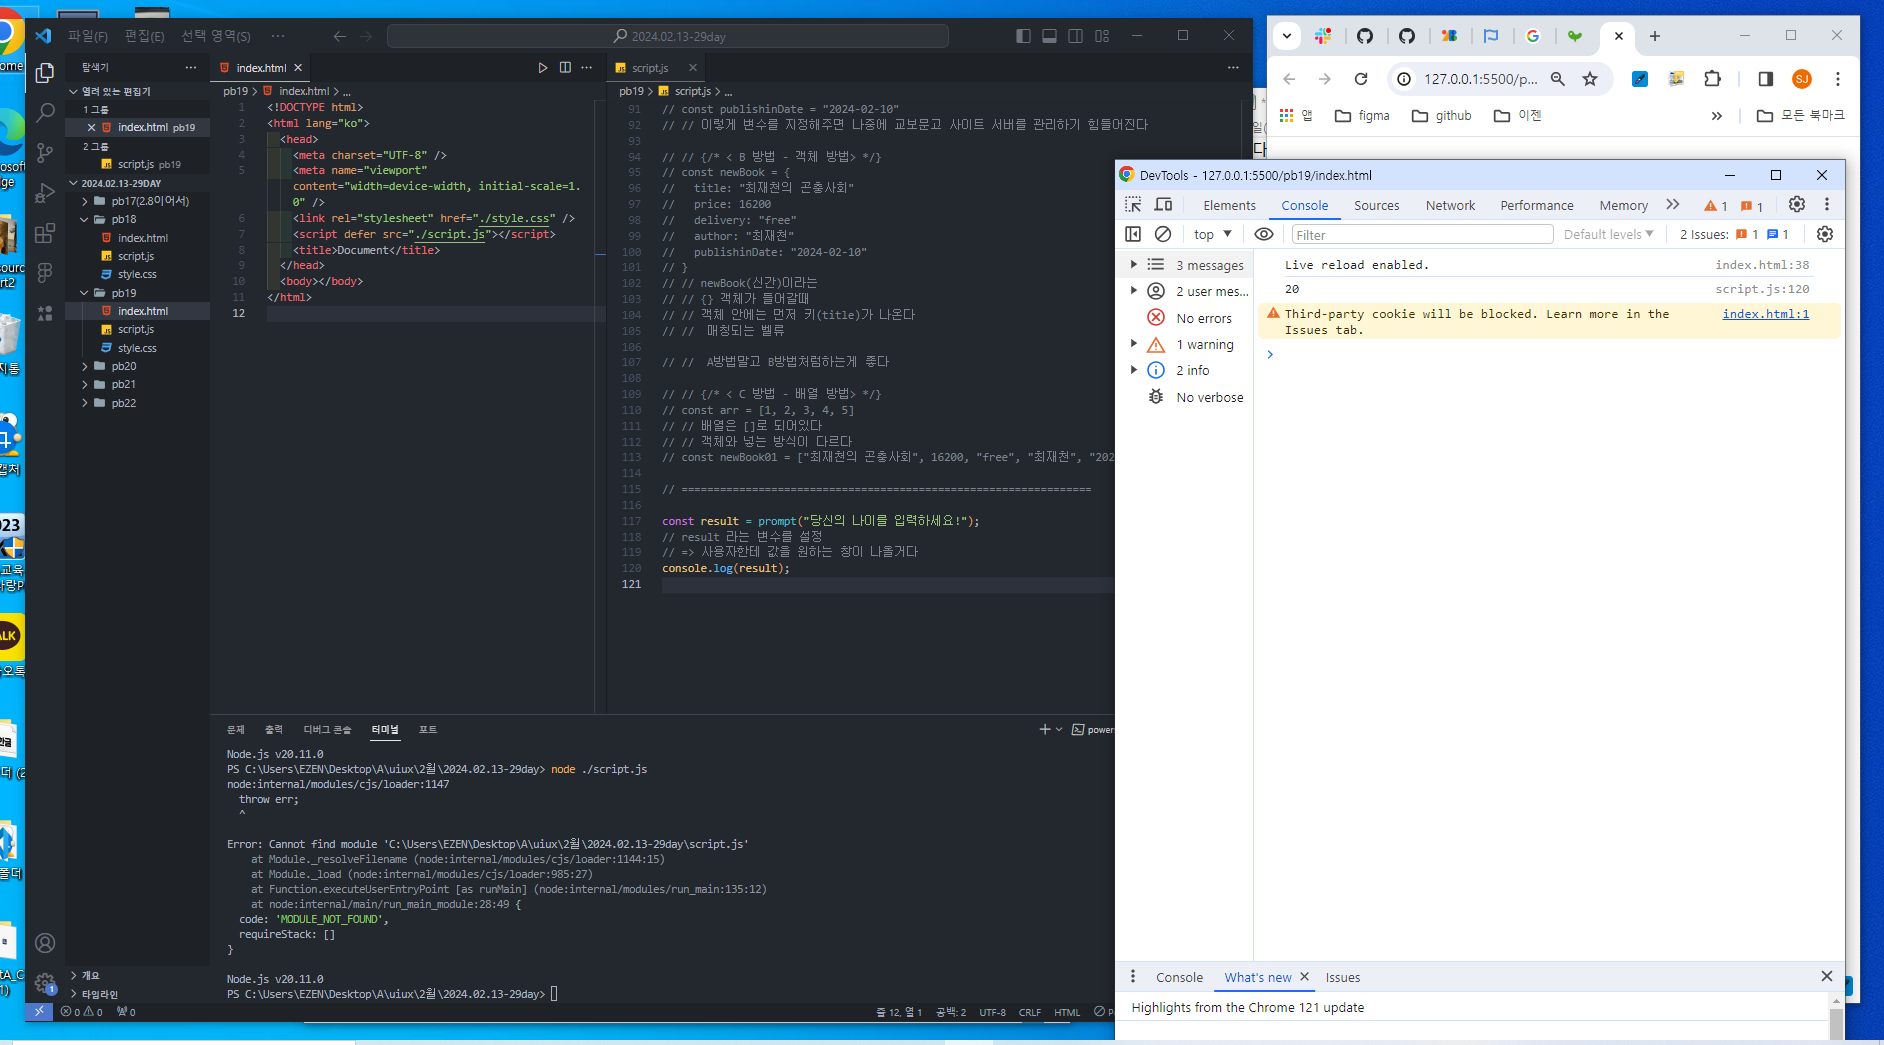 파일(F) 편집(E) 선택 영역(S) ···
2024.02.13-29day
탐색기
열려 있는 편집기
1 그룹
index.html pb19
2 그룹
script.js pb19
2024.02.13-29DAY
pb17(2.8이어서)
pb18
index.html
script.js
style.css
pb19
index.html
script.js
style.css
pb20
pb21
pb22
개요
타임라인
index.html
pb19 > index.html > ...
1 <!DOCTYPE html>
2 <html lang="ko">
3 <head>
4 <meta charset="UTF-8" />
5 <meta name="viewport"
content="width=device-width, initial-scale=1.
0" />
6 <link rel="stylesheet" href="./style.css" />
7 <script defer src="./script.js"></script>
8 <title>Document</title>
9 </head>
10 <body></body>
11 </html>
12
script.js
pb19 > script.js > ...
91 // const publishinDate = "2024-02-10"
92 // // 이렇게 변수를 지정해주면 나중에 교보문고 사이트 서버를 관리하기 힘들어진다
93
94 // // {/* < B 방법 - 객체 방법> */}
95 // const newBook = {
96 // title: "최재천의 곤충사회"
97 // price: 16200
98 // delivery: "free"
99 // author: "최재천"
100 // publishinDate: "2024-02-10"
101 // }
102 // // newBook(신간)이라는
103 // // {} 객체가 들어갈때
104 // // 객체 안에는 먼저 키(title)가 나온다
105 // // 매칭되는 벨류
106
107 // // A방법말고 B방법처럼하는게 좋다
108
109 // // {/* < C 방법 - 배열 방법> */}
110 // const arr = [1, 2, 3, 4, 5]
111 // // 배열은 []로 되어있다
112 // // 객체와 넣는 방식이 다르다
113 // const newBook01 = ["최재천의 곤충사회", 16200, "free", "최재천", "202
114
115 // ================================================================
116
117 const result = prompt("당신의 나이를 입력하세요!");
118 // result 라는 변수를 설정
119 // => 사용자한테 값을 원하는 창이 나올거다
120 console.log(result);
121
문제 출력 디버그 콘솔 터미널 포트
power
Node.js v20.11.0
PS C:\Users\EZEN\Desktop\A\uiux\2월\2024.02.13-29day> node ./script.js
node:internal/modules/cjs/loader:1147
throw err;
^
Error: Cannot find module 'C:\Users\EZEN\Desktop\A\uiux\2월\2024.02.13-29day\script.js'
at Module._resolveFilename (node:internal/modules/cjs/loader:1144:15)
at Module._load (node:internal/modules/cjs/loader:985:27)
at Function.executeUserEntryPoint [as runMain] (node:internal/modules/run_main:135:12)
at node:internal/main/run_main_module:28:49 {
code: 'MODULE_NOT_FOUND',
requireStack: []
}
Node.js v20.11.0
PS C:\Users\EZEN\Desktop\A\uiux\2월\2024.02.13-29day>
0 0 0
줄 12, 열 1 공백: 2 UTF-8 CRLF HTML
127.0.0.1:5500/p...
SJ
앱 figma github 이젠 » 모든 북마크
DevTools - 127.0.0.1:5500/pb19/index.html
Elements Console Sources Network Performance Memory 1 1
top Filter Default levels 2 Issues: 1 1
3 messages
2 user mes...
No errors
1 warning
2 info
No verbose
Live reload enabled. index.html:38
20 script.js:120
Third-party cookie will be blocked. Learn more in the index.html:1
Issues tab.
Console What's new Issues
Highlights from the Chrome 121 update